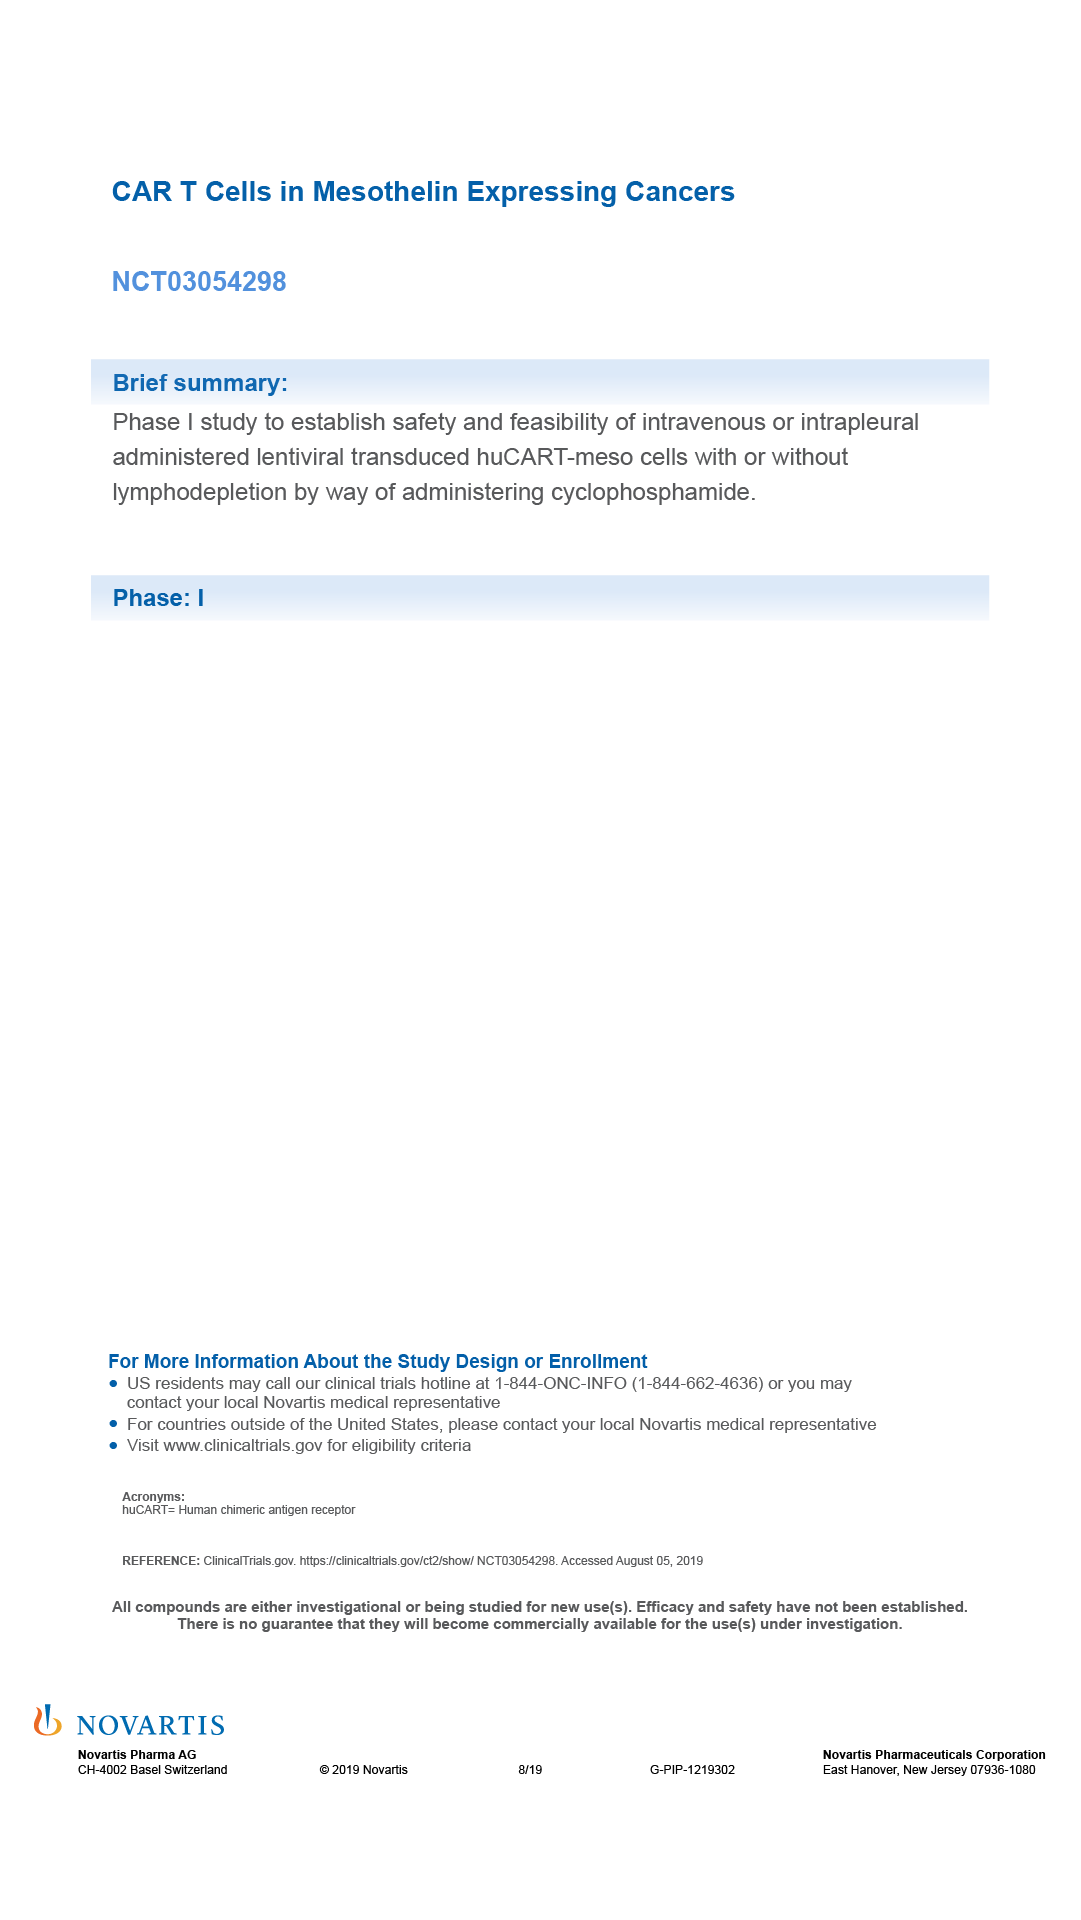 CAR T Cells in Mesothelin Expressing Cancers
NCT03054298
Brief summary:
Phase I study to establish safety and feasibility of intravenous or intrapleural
administered lentiviral transduced huCART-meso cells with or without
lymphodepletion by way of administering cyclophosphamide.
Phase: I
For More Information About the Study Design or Enrollment
● US residents may call our clinical trials hotline at 1-844-ONC-INFO (1-844-662-4636) or you may
contact your local Novartis medical representative
● For countries outside of the United States, please contact your local Novartis medical representative
● Visit www.clinicaltrials.gov for eligibility criteria
Acronyms:
huCART= Human chimeric antigen receptor
REFERENCE: ClinicalTrials.gov. https://clinicaltrials.gov/ct2/show/ NCT03054298. Accessed August 05, 2019
All compounds are either investigational or being studied for new use(s). Efficacy and safety have not been established.
There is no guarantee that they will become commercially available for the use(s) under investigation.
NOVARTIS
Novartis Pharma AG
CH-4002 Basel Switzerland
© 2019 Novartis
8/19
G-PIP-1219302
Novartis Pharmaceuticals Corporation
East Hanover, New Jersey 07936-1080